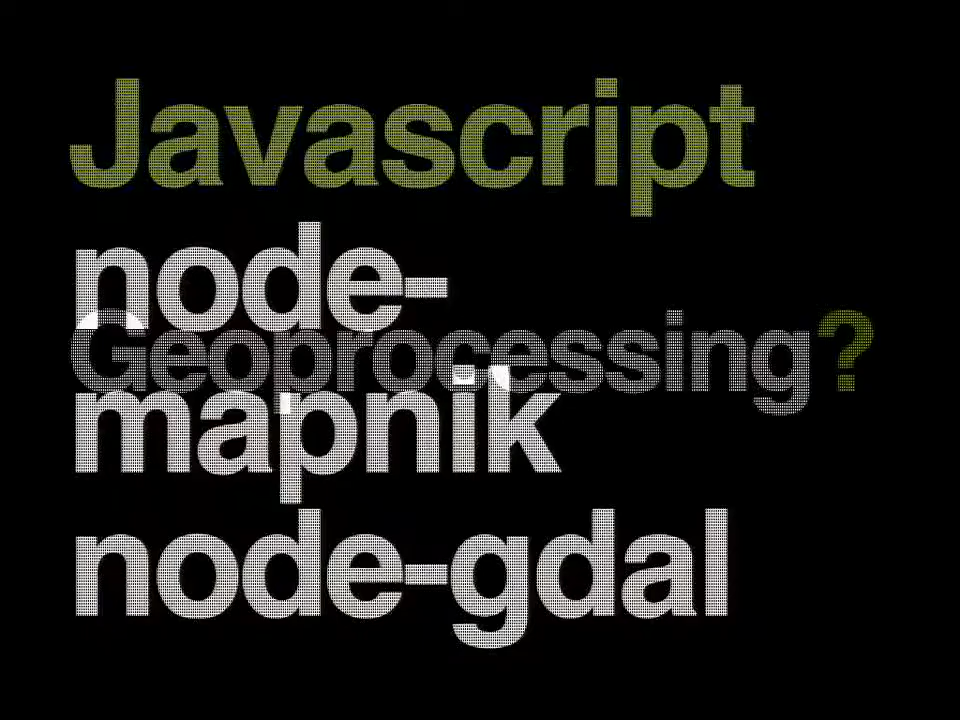 Javascript
node-
Geoprocessing?
mapnik
node-gdal